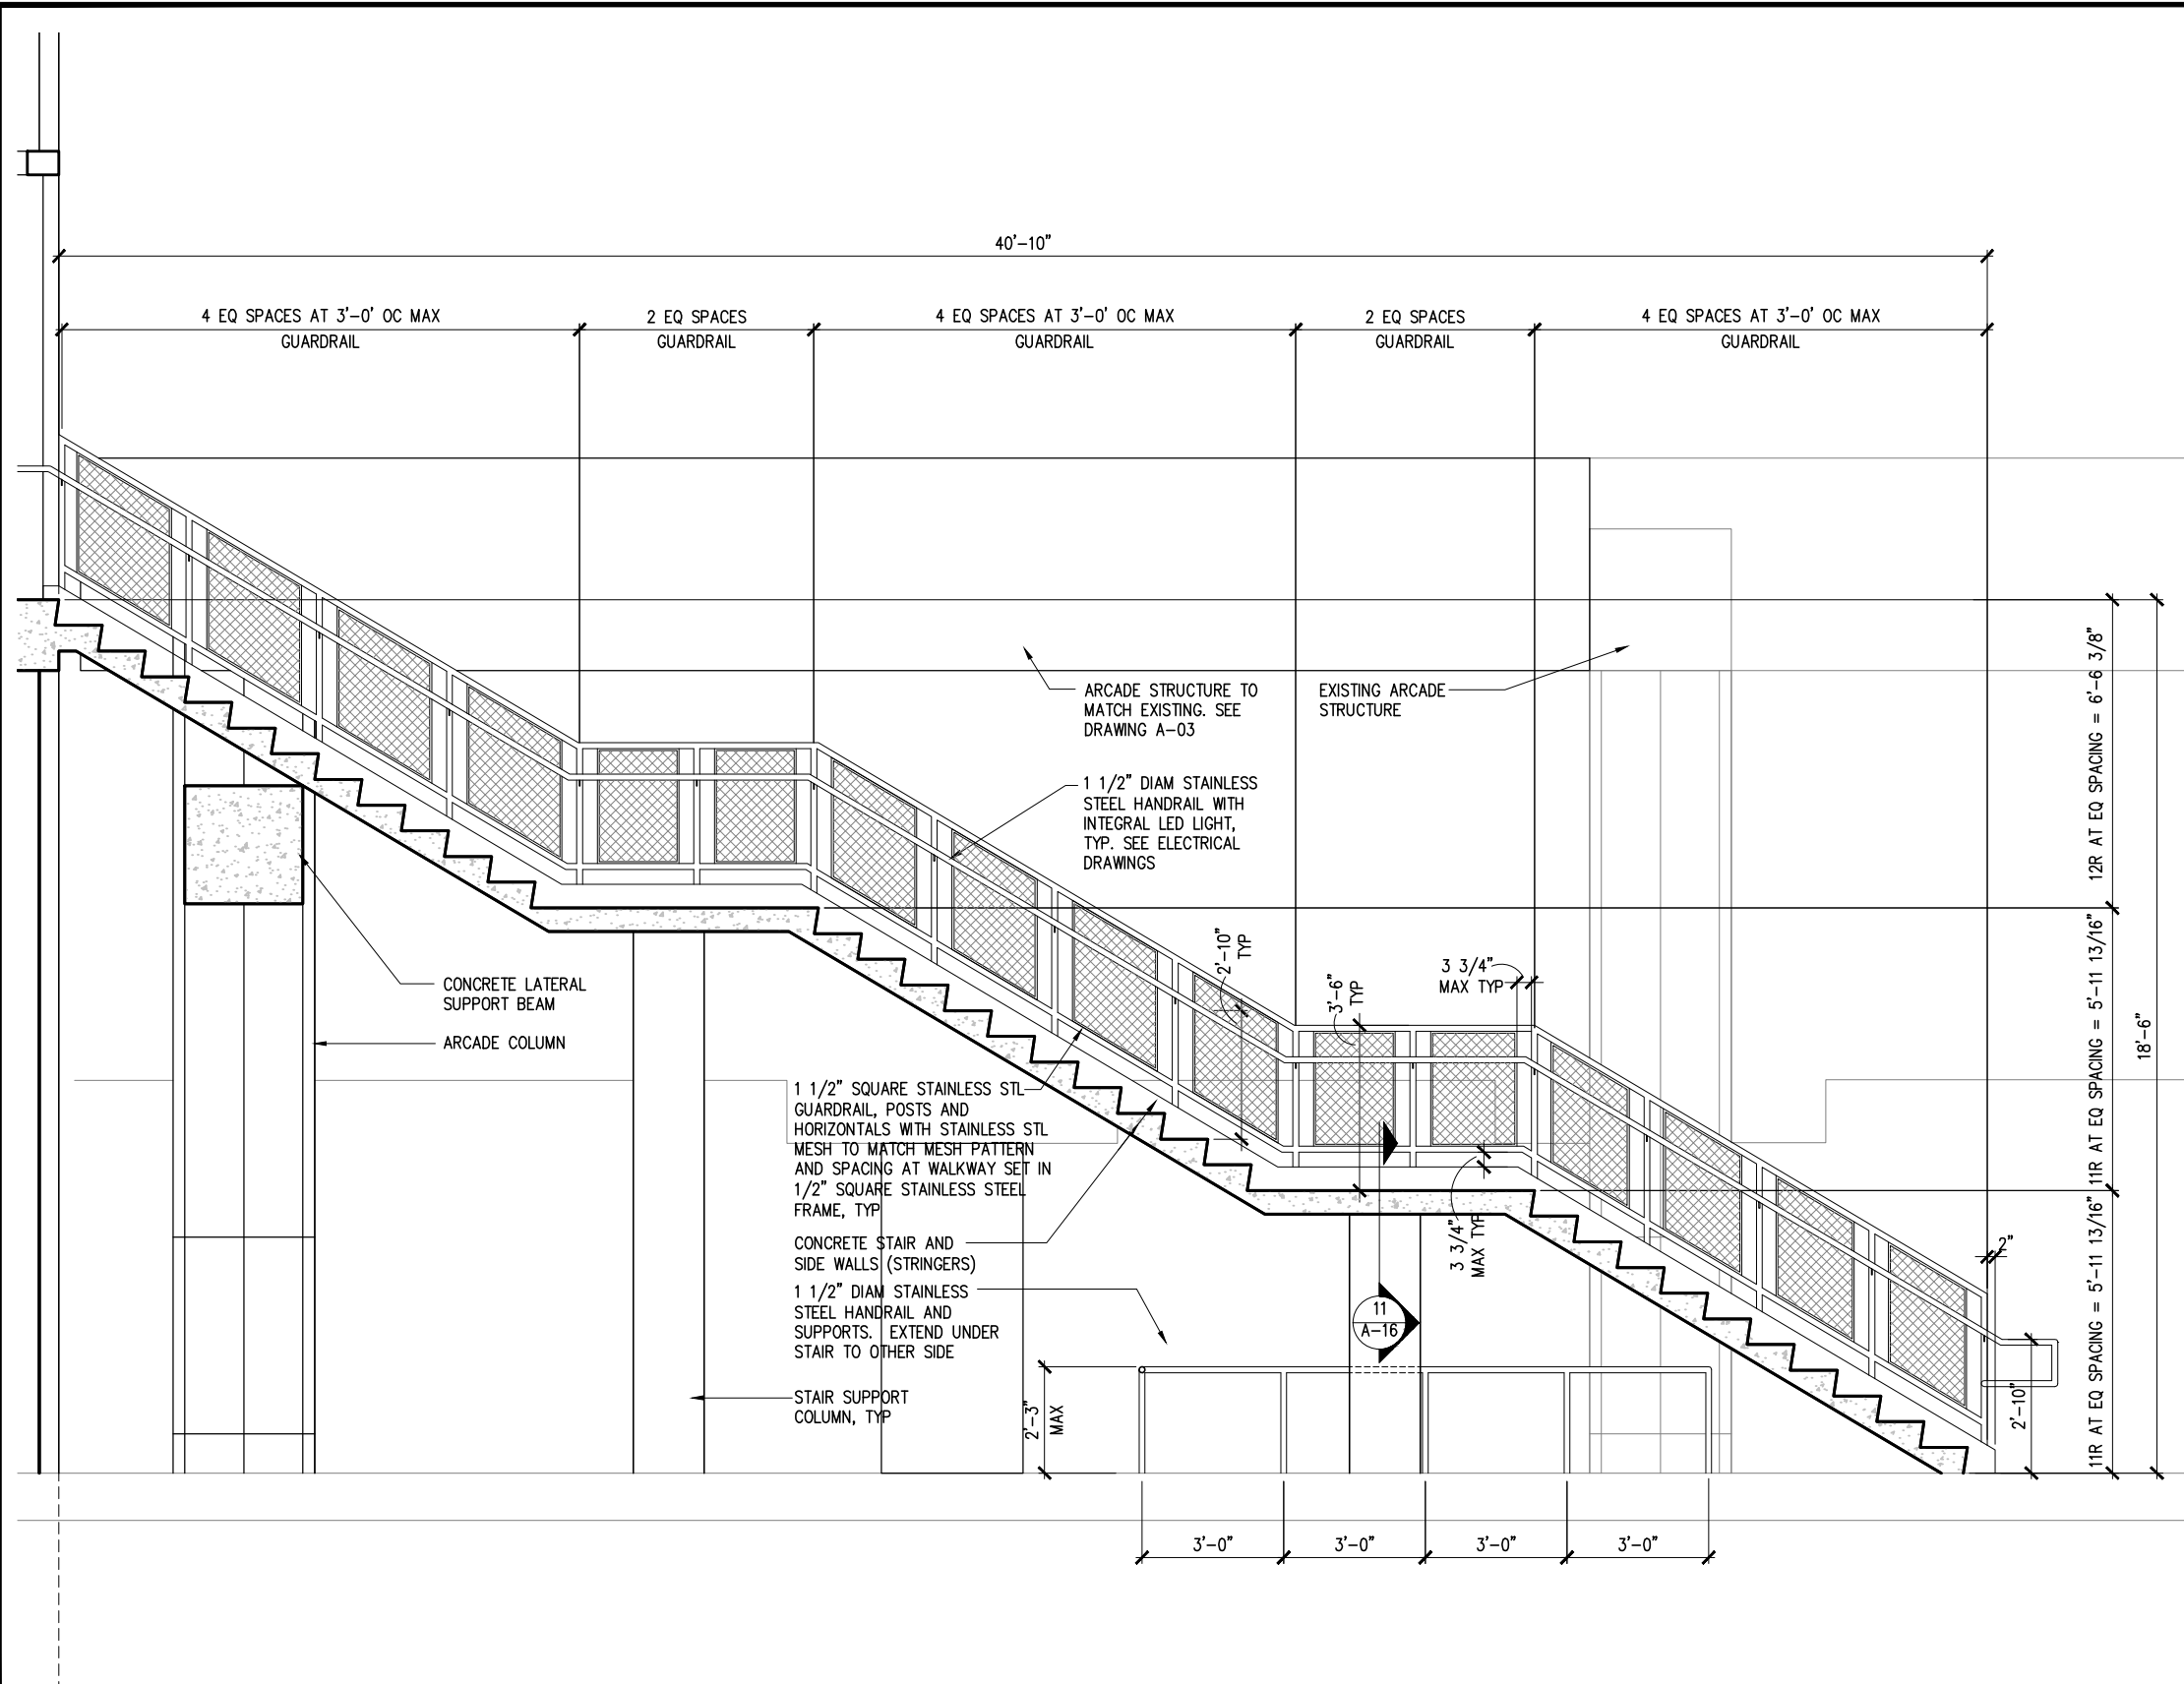 40'-10"
4 EQ SPACES AT 3'-0' OC MAX
GUARDRAIL
2 EQ SPACES
GUARDRAIL
4 EQ SPACES AT 3'-0' OC MAX
GUARDRAIL
2 EQ SPACES
GUARDRAIL
4 EQ SPACES AT 3'-0' OC MAX
GUARDRAIL
ARCADE STRUCTURE TO
MATCH EXISTING. SEE
DRAWING A-03
EXISTING ARCADE
STRUCTURE
1 1/2" DIAM STAINLESS
STEEL HANDRAIL WITH
INTEGRAL LED LIGHT,
TYP. SEE ELECTRICAL
DRAWINGS
12R AT EQ SPACING = 6'-6 3/8"
11R AT EQ SPACING = 5'-11 13/16"
11R AT EQ SPACING = 5'-11 13/16"
18'-6"
2'-10"
TYP
3'-6"
TYP
3 3/4"
MAX TYP
CONCRETE LATERAL
SUPPORT BEAM
ARCADE COLUMN
1 1/2" SQUARE STAINLESS STL
GUARDRAIL, POSTS AND
HORIZONTALS WITH STAINLESS STL
MESH TO MATCH MESH PATTERN
AND SPACING AT WALKWAY SET IN
1/2" SQUARE STAINLESS STEEL
FRAME, TYP
CONCRETE STAIR AND
SIDE WALLS (STRINGERS)
1 1/2" DIAM STAINLESS
STEEL HANDRAIL AND
SUPPORTS. EXTEND UNDER
STAIR TO OTHER SIDE
STAIR SUPPORT
COLUMN, TYP
3 3/4"
MAX TYP
2"
11
A-16
2'-3"
MAX
2'-10"
3'-0"
3'-0"
3'-0"
3'-0"